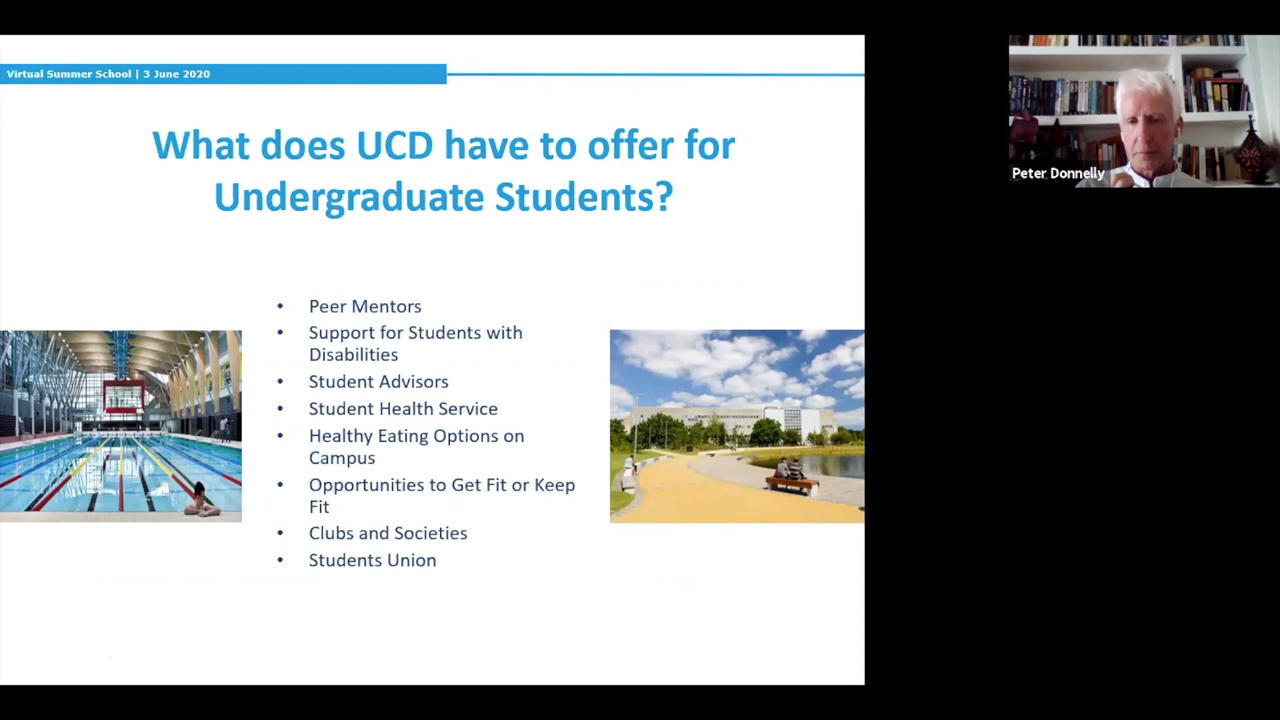 Virtual Summer School | 3 June 2020
What does UCD have to offer for
Undergraduate Students?
• Peer Mentors
• Support for Students with
Disabilities
• Student Advisors
• Student Health Service
• Healthy Eating Options on
Campus
• Opportunities to Get Fit or Keep
Fit
• Clubs and Societies
• Students Union
Peter Donnelly